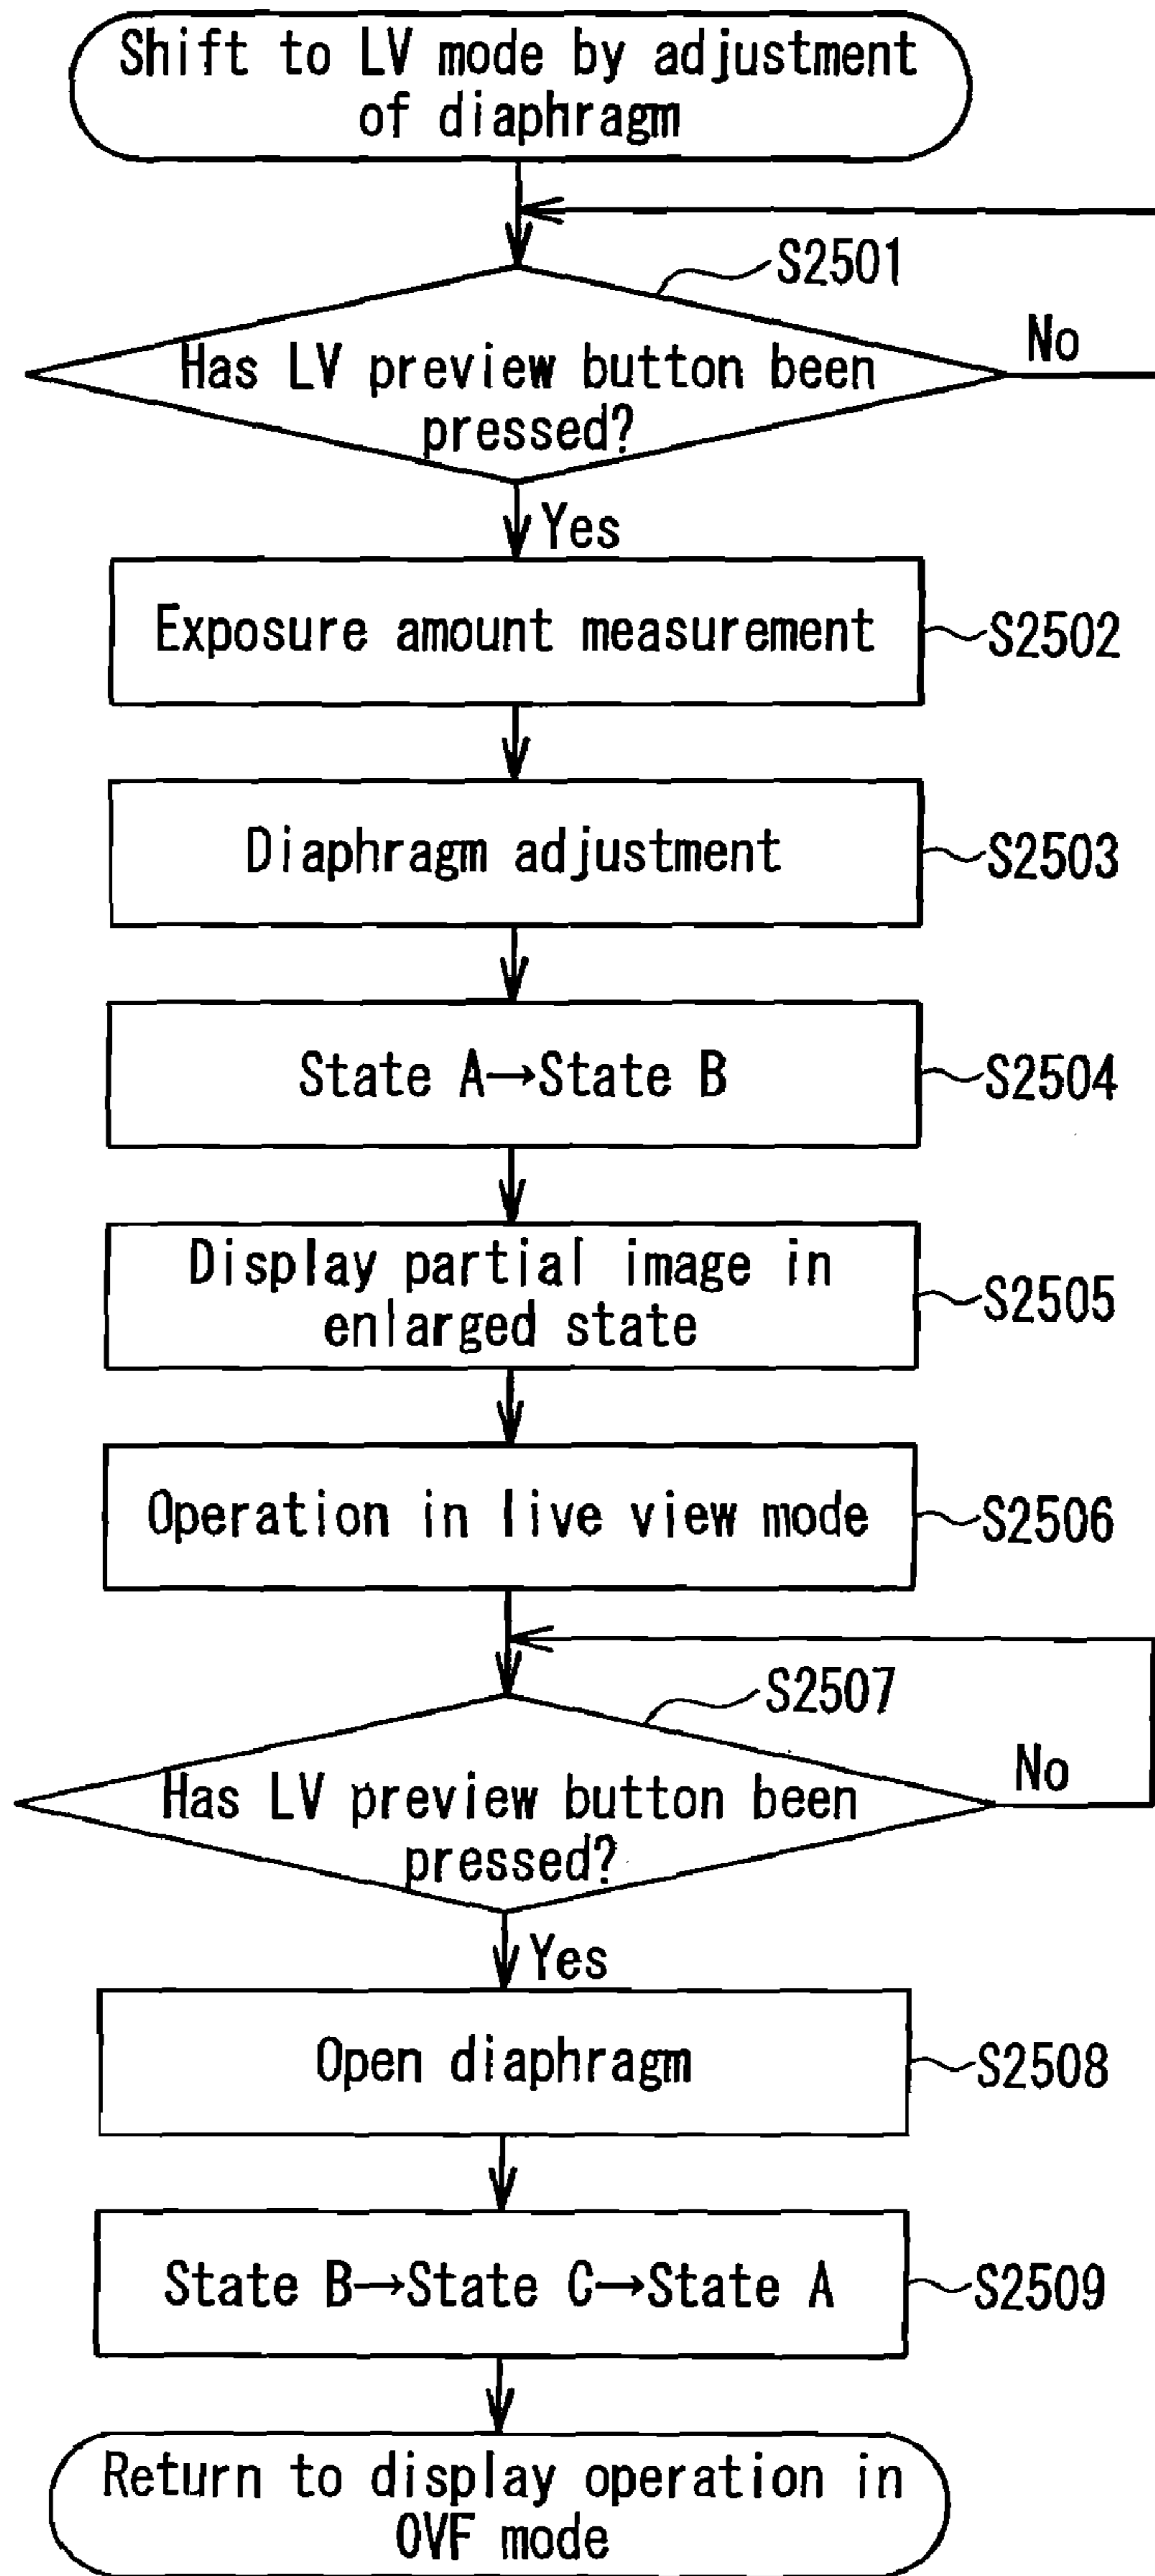 Shift to LV mode by adjustment
of diaphragm
S2501
Has LV preview button been
pressed?
No
Yes
Exposure amount measurement
S2502
Diaphragm adjustment
S2503
State A→State B
S2504
Display partial image in
enlarged state
S2505
Operation in live view mode
S2506
S2507
Has LV preview button been
pressed?
No
Yes
Open diaphragm
S2508
State B→State C→State A
S2509
Return to display operation in
OVF mode